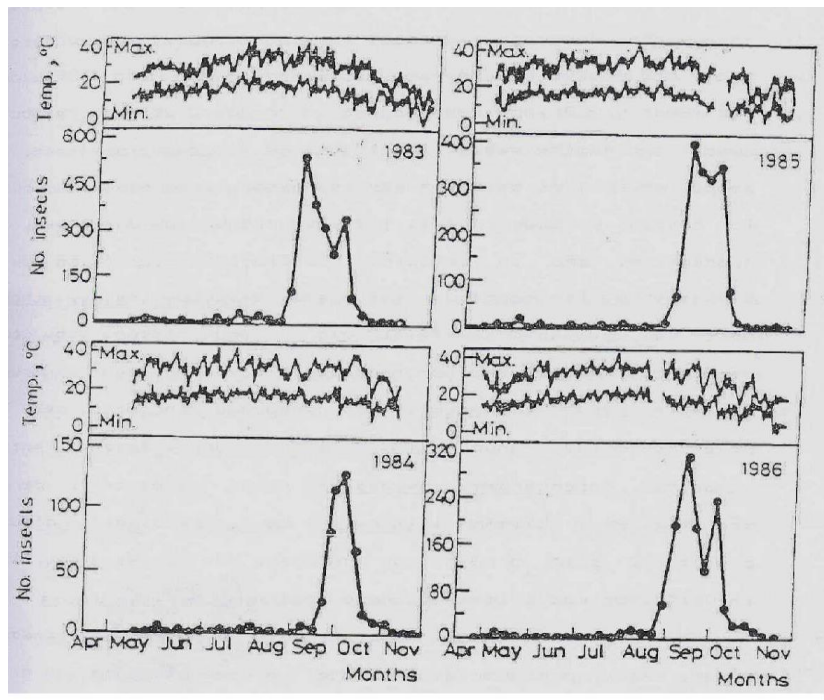 Temp., °C
40
20
0
Max.
Min.
No. insects
600
450
300
150
0
1983
40
20
0
Max.
Min.
400
300
200
100
0
1985
Temp., °C
40
20
0
Max.
Min.
No. insects
150
100
50
0
1984
Apr May Jun Jul Aug Sep Oct Nov
Months
40
20
0
Max.
Min.
320
240
160
80
0
1986
Apr May Jun Jul Aug Sep Oct Nov
Months